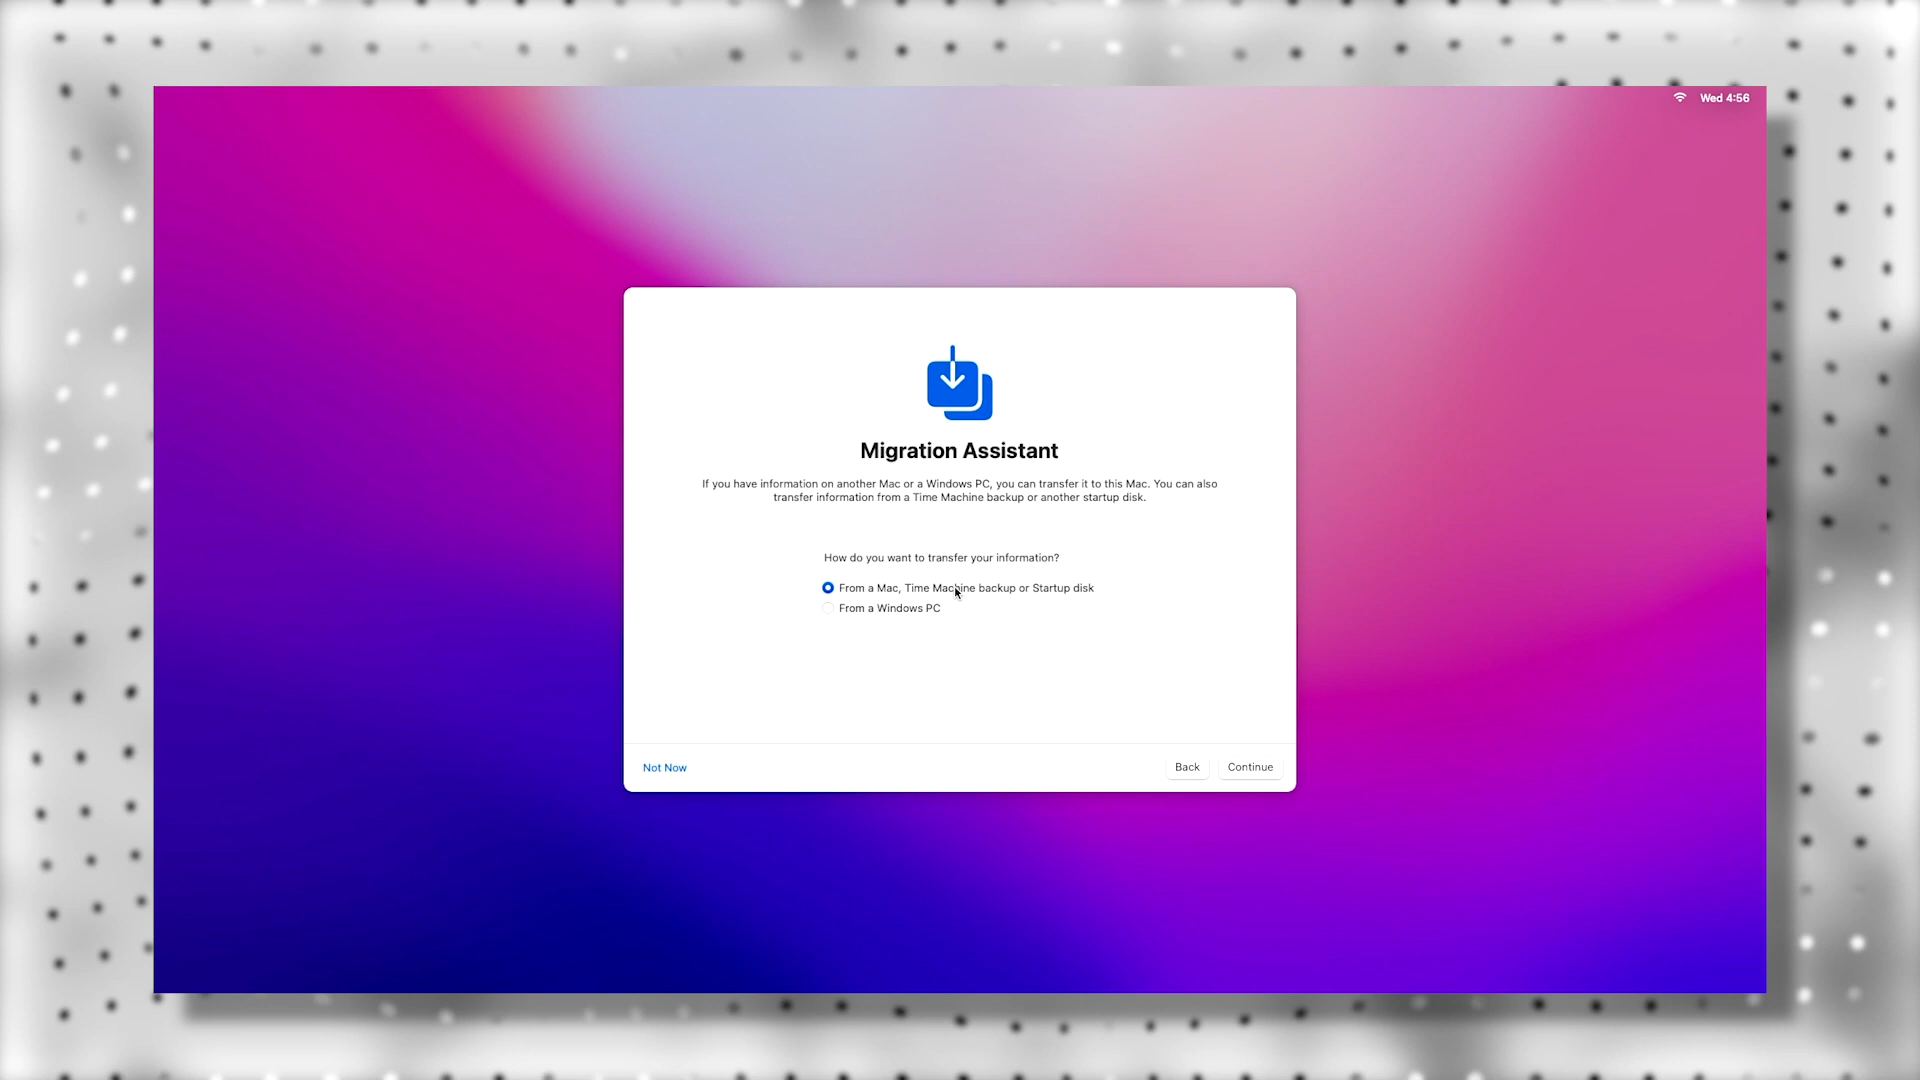 Wed 4:56
Migration Assistant
If you have information on another Mac or a Windows PC, you can transfer it to this Mac. You can also
transfer information from a Time Machine backup or another startup disk.
How do you want to transfer your information?
From a Mac, Time Machine backup or Startup disk
From a Windows PC
Not Now
Back
Continue